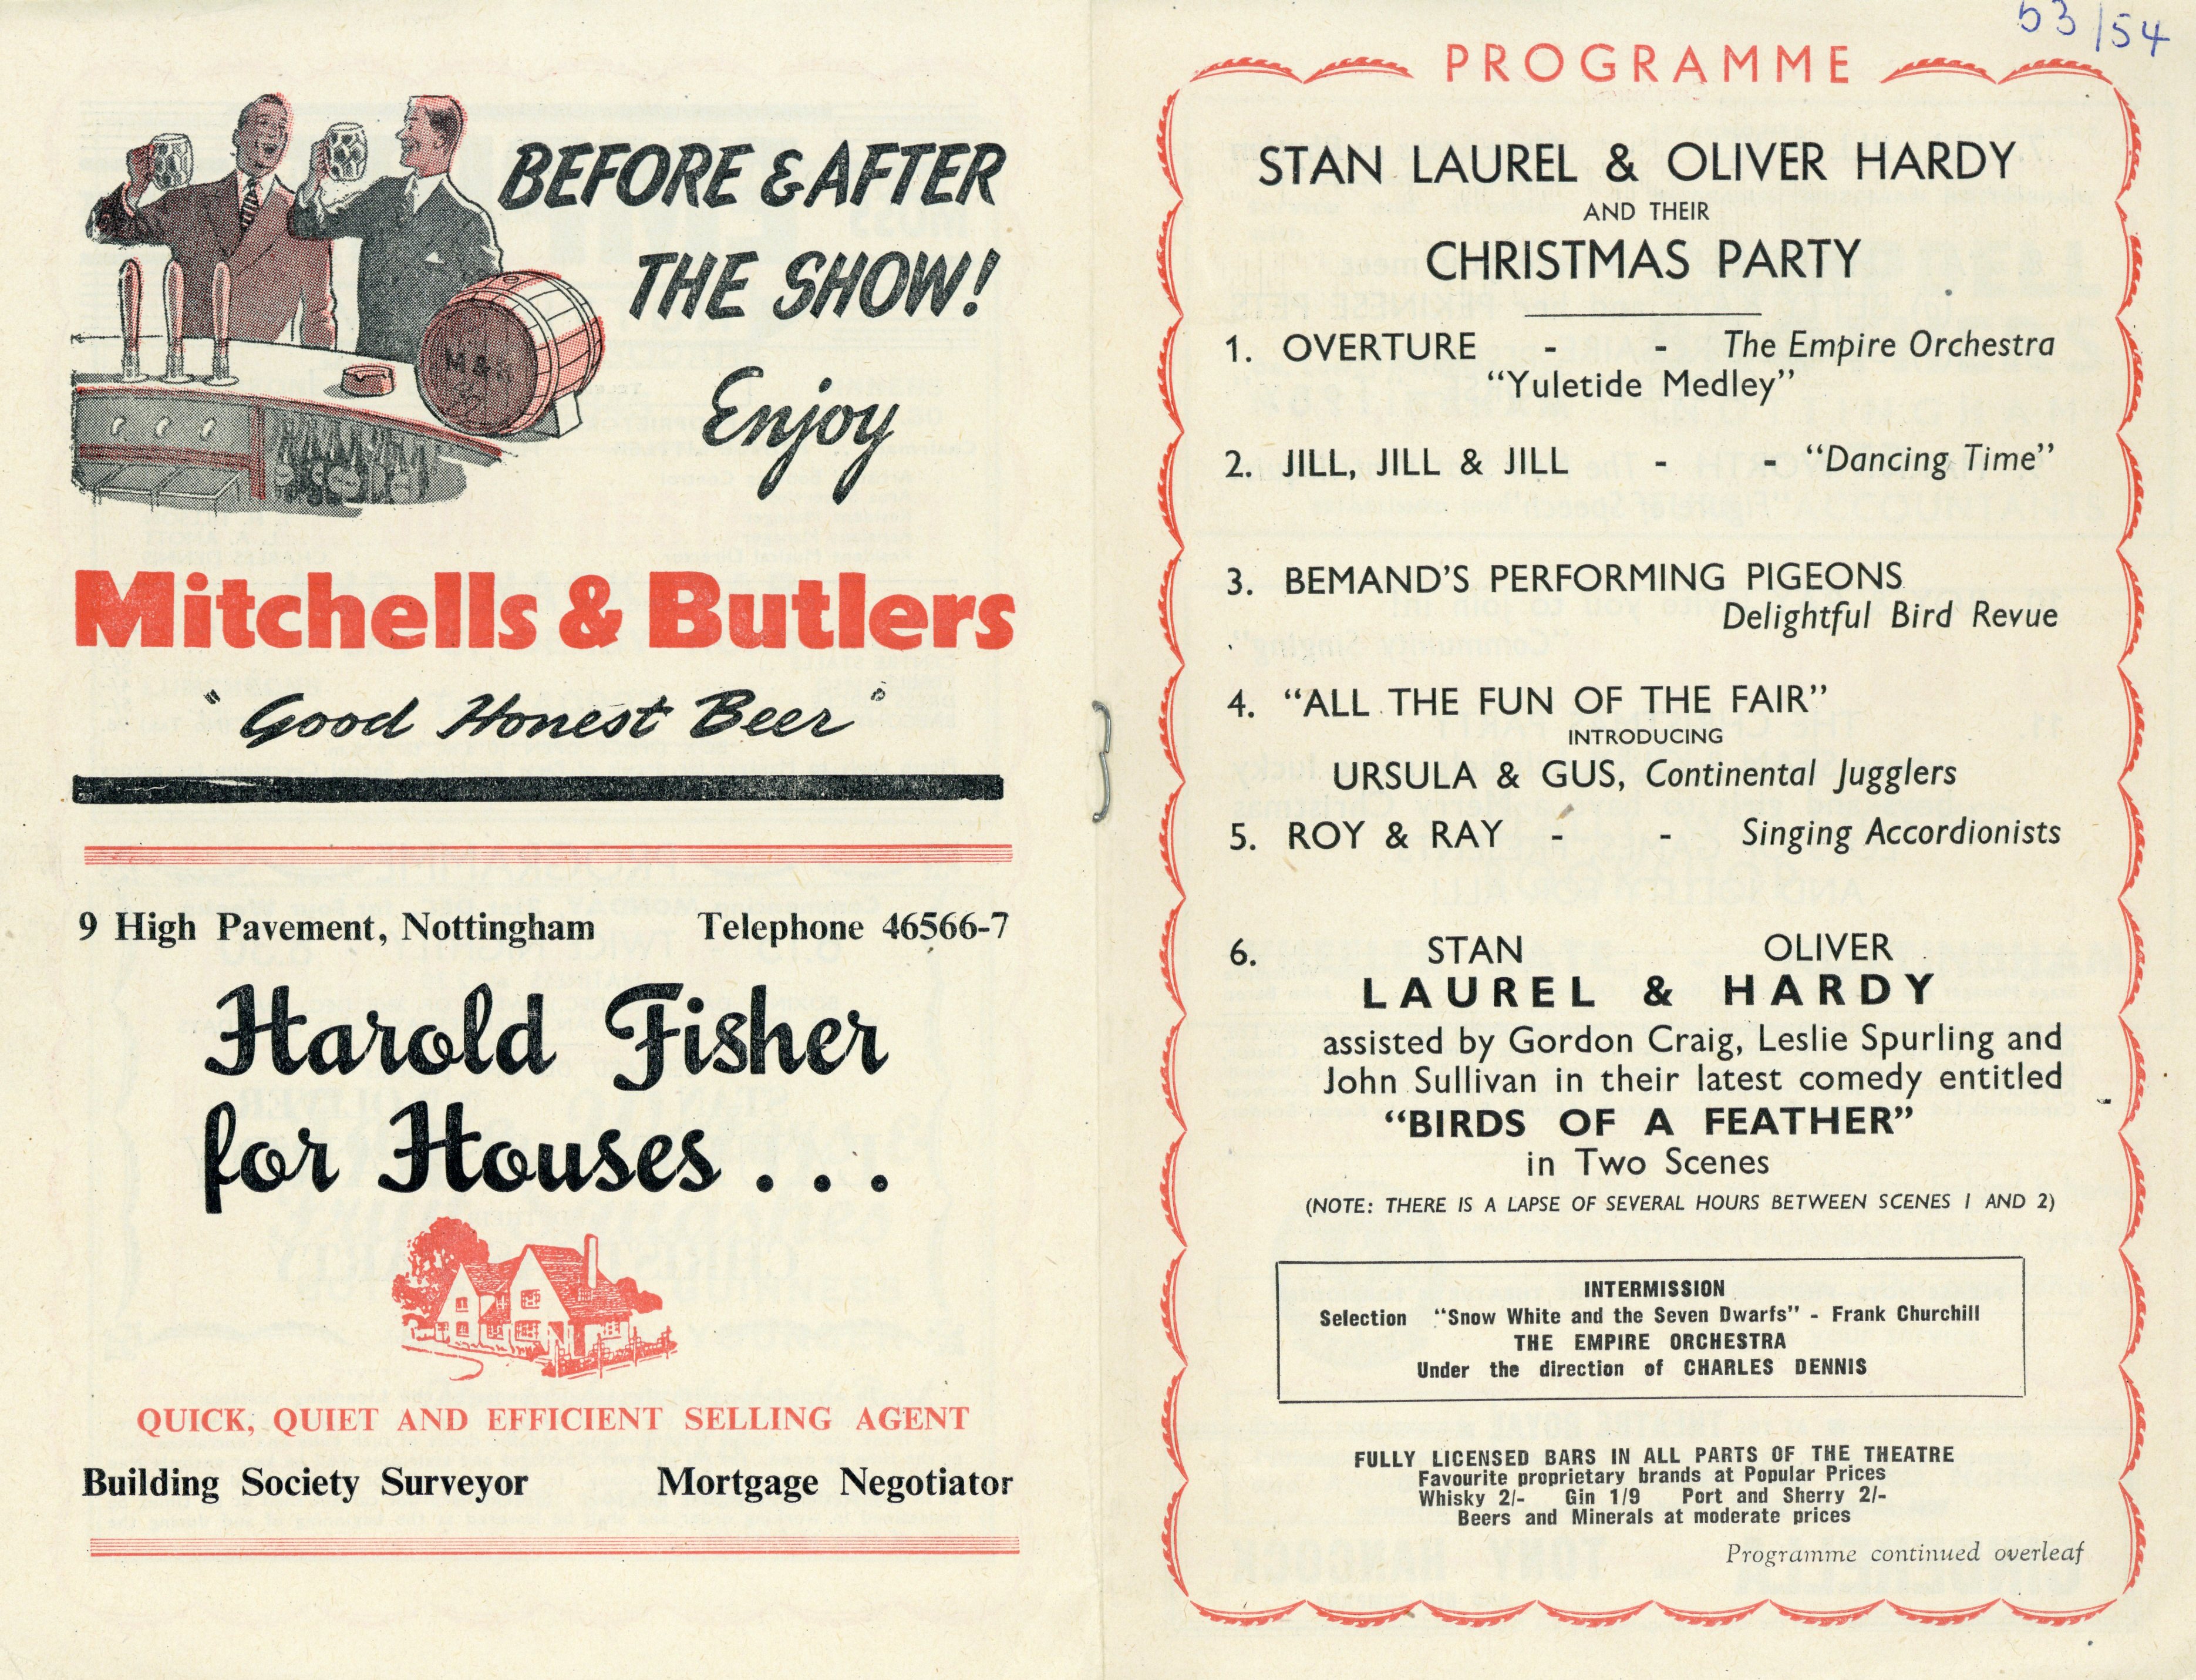 BEFORE & AFTER
THE SHOW!
Enjoy
M & B
Mitchells & Butlers
"Good Honest Beer"
9 High Pavement, Nottingham Telephone 46566-7
Harold Fisher
for Houses . . .
QUICK, QUIET AND EFFICIENT SELLING AGENT
Building Society Surveyor Mortgage Negotiator
53/54
PROGRAMME
STAN LAUREL & OLIVER HARDY
AND THEIR
CHRISTMAS PARTY
1. OVERTURE - - The Empire Orchestra
"Yuletide Medley"
2. JILL, JILL & JILL - - "Dancing Time"
3. BEMAND'S PERFORMING PIGEONS
Delightful Bird Revue
4. "ALL THE FUN OF THE FAIR"
INTRODUCING
URSULA & GUS, Continental Jugglers
5. ROY & RAY - - Singing Accordionists
6. STAN OLIVER
LAUREL & HARDY
assisted by Gordon Craig, Leslie Spurling and
John Sullivan in their latest comedy entitled
"BIRDS OF A FEATHER"
in Two Scenes
(NOTE: THERE IS A LAPSE OF SEVERAL HOURS BETWEEN SCENES 1 AND 2)
INTERMISSION
Selection "Snow White and the Seven Dwarfs" - Frank Churchill
THE EMPIRE ORCHESTRA
Under the direction of CHARLES DENNIS
FULLY LICENSED BARS IN ALL PARTS OF THE THEATRE
Favourite proprietary brands at Popular Prices
Whisky 2/- Gin 1/9 Port and Sherry 2/-
Beers and Minerals at moderate prices
Programme continued overleaf